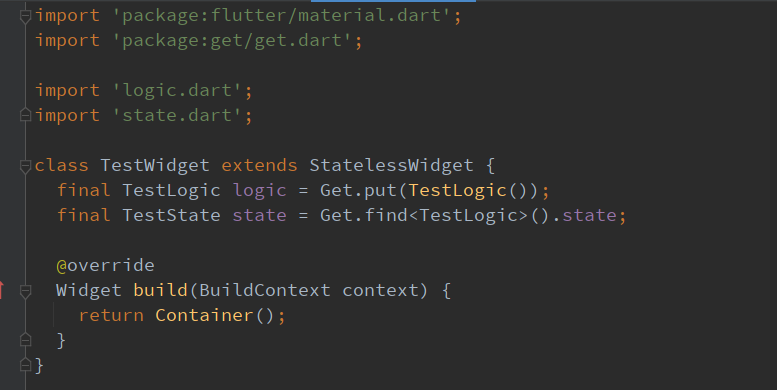 import 'package:flutter/material.dart';
import 'package:get/get.dart';
import 'logic.dart';
import 'state.dart';
class TestWidget extends StatelessWidget {
final TestLogic logic = Get.put(TestLogic());
final TestState state = Get.find<TestLogic>().state;
@override
Widget build(BuildContext context) {
return Container();
}
}